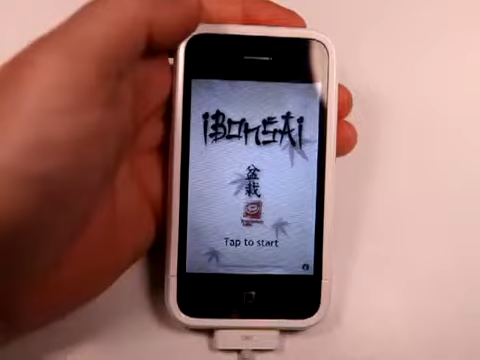 iBonsai
盆
栽
Tap to start